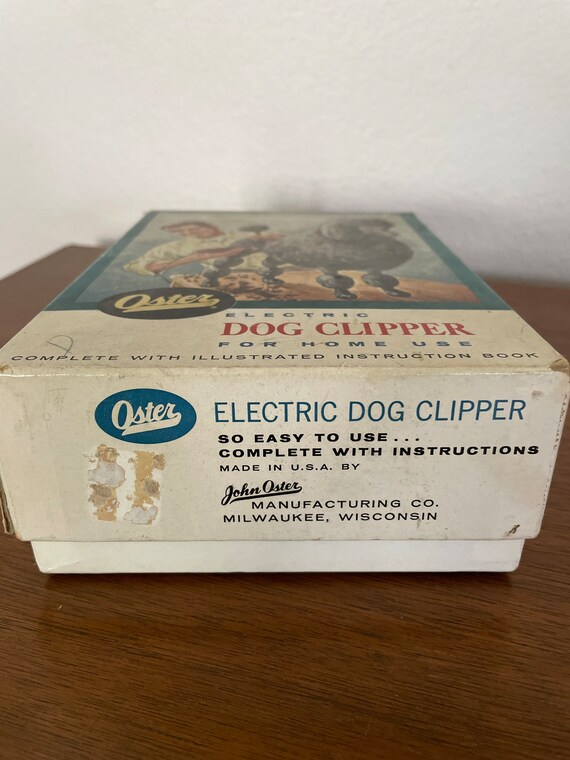 Oster
ELECTRIC
DOG CLIPPER
FOR HOME USE
COMPLETE WITH ILLUSTRATED INSTRUCTION BOOK
Oster
ELECTRIC DOG CLIPPER
SO EASY TO USE...
COMPLETE WITH INSTRUCTIONS
MADE IN U.S.A. BY
John Oster
MANUFACTURING CO.
MILWAUKEE, WISCONSIN